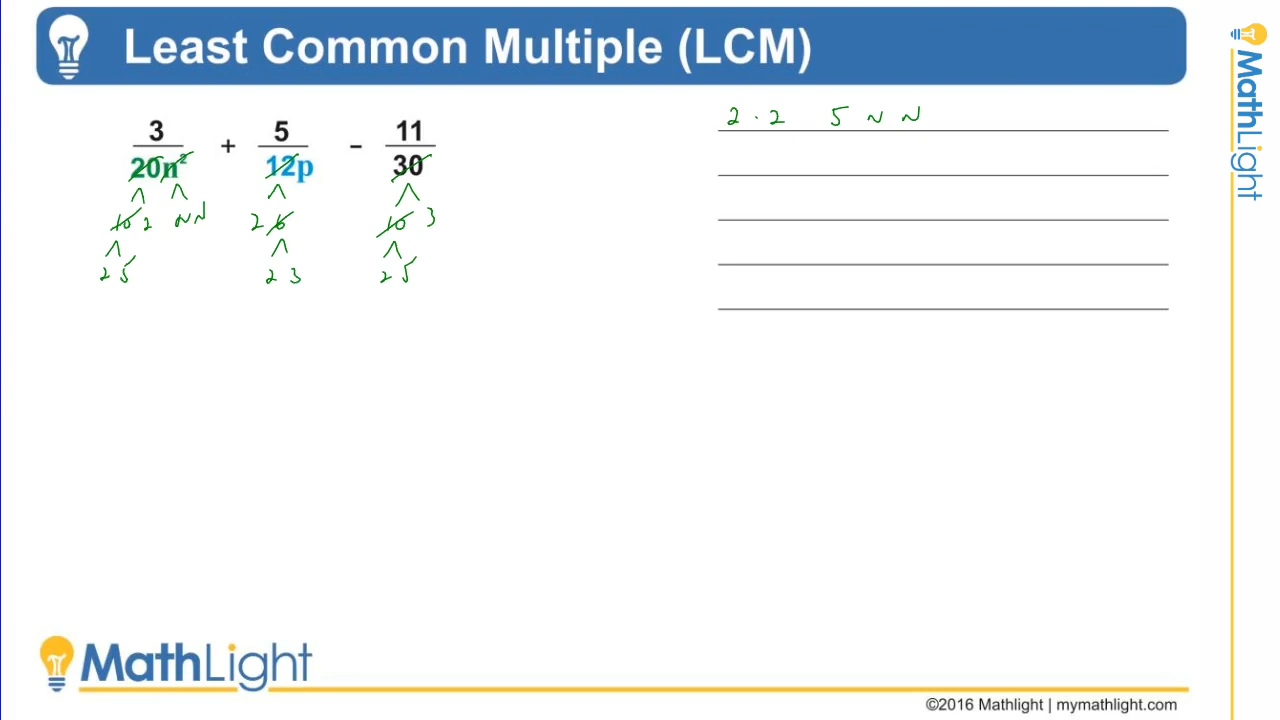 Least Common Multiple (LCM)
MathLight
2 · 2 5 N N
3 + 5 - 11
20n² 12p 30
10 2 N N 2 6 10 3
2 5 2 3 2 5
MathLight
©2016 Mathlight | mymathlight.com